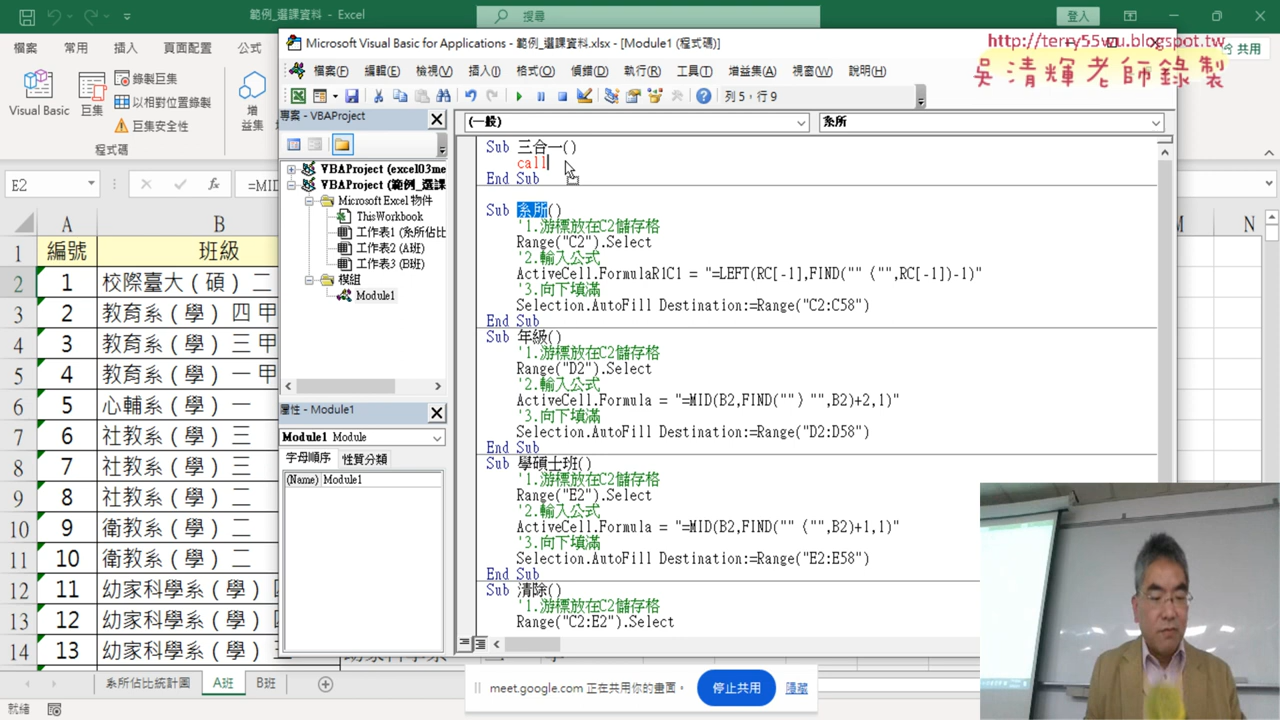 範例_選課資料 - Excel
搜尋
登入
檔案 常用 插入 頁面配置 公式
共用
Visual Basic 巨集
錄製巨集
以相對位置錄製
巨集安全性
增益集
程式碼
http://terry55wu.blogspot.tw
吳清輝老師錄製
Microsoft Visual Basic for Applications - 範例_選課資料.xlsx - [Module1 (程式碼)]
檔案(F) 編輯(E) 檢視(V) 插入(I) 格式(O) 偵錯(D) 執行(R) 工具(T) 增益集(A) 視窗(W) 說明(H)
列 5，行 9
專案 - VBAProject
VBAProject (excel03me
VBAProject (範例_選課
Microsoft Excel 物件
ThisWorkbook
工作表1 (系所佔比
工作表2 (A班)
工作表3 (B班)
模組
Module1
屬性 - Module1
Module1 Module
字母順序 性質分類
(Name) Module1
(一般) 系所
Sub 三合一()
call
End Sub
Sub 系所()
'1.游標放在C2儲存格
Range("C2").Select
'2.輸入公式
ActiveCell.FormulaR1C1 = "=LEFT(RC[-1],FIND(""（"",RC[-1])-1)"
'3.向下填滿
Selection.AutoFill Destination:=Range("C2:C58")
End Sub
Sub 年級()
'1.游標放在C2儲存格
Range("D2").Select
'2.輸入公式
ActiveCell.Formula = "=MID(B2,FIND(""）"",B2)+2,1)"
'3.向下填滿
Selection.AutoFill Destination:=Range("D2:D58")
End Sub
Sub 學碩士班()
'1.游標放在C2儲存格
Range("E2").Select
'2.輸入公式
ActiveCell.Formula = "=MID(B2,FIND(""（"",B2)+1,1)"
'3.向下填滿
Selection.AutoFill Destination:=Range("E2:E58")
End Sub
Sub 清除()
'1.游標放在C2儲存格
Range("C2:E2").Select
E2 fx =MID
A B M N
1 編號 班級
2 1 校際臺大（碩）二
3 2 教育系（學）四 甲
4 3 教育系（學）三 甲
5 4 教育系（學）一 甲
6 5 心輔系（學）一
7 6 社教系（學）三
8 7 社教系（學）三
9 8 社教系（學）二
10 9 衛教系（學）二
11 10 衛教系（學）二
12 11 幼家科學系（學）
13 12 幼家科學系（學）
14 13 幼家科學系（學）
系所佔比統計圖 A班 B班
meet.google.com 正在共用你的畫面。 停止共用 隱藏
就緒